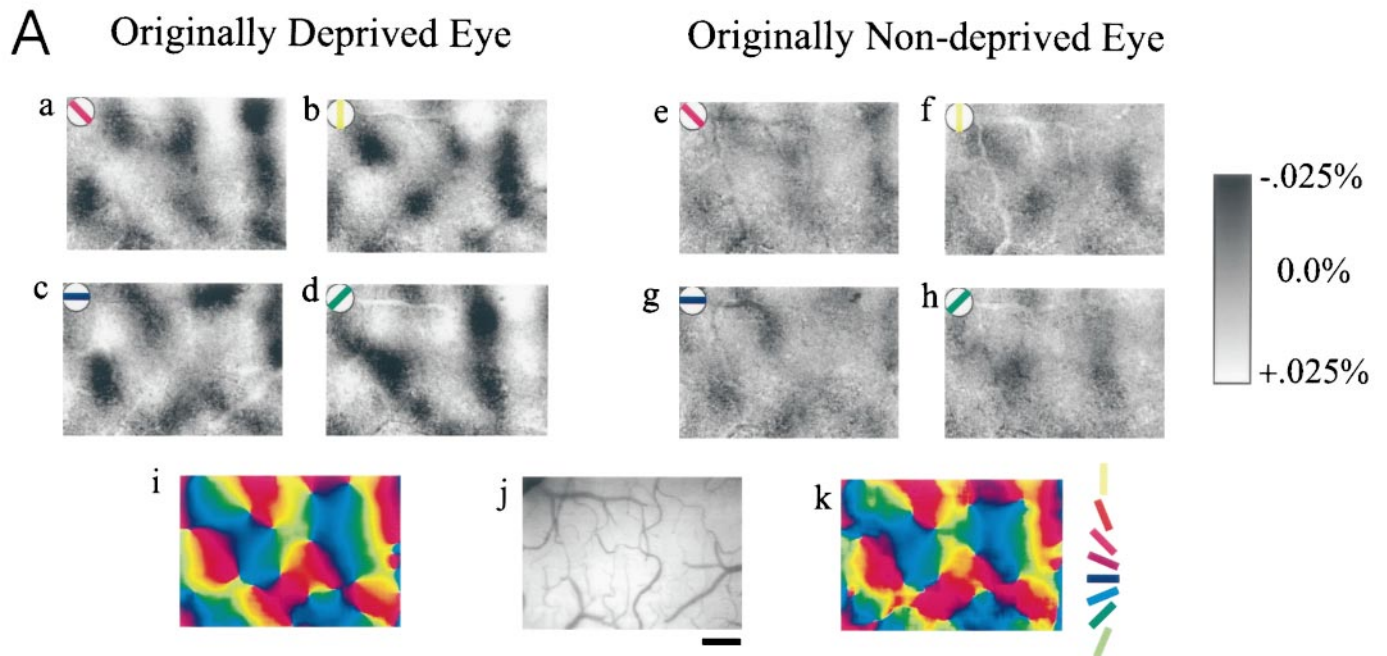 A
Originally Deprived Eye
Originally Non-deprived Eye
a
b
e
f
-.025%
0.0%
+.025%
c
d
g
h
i
j
k